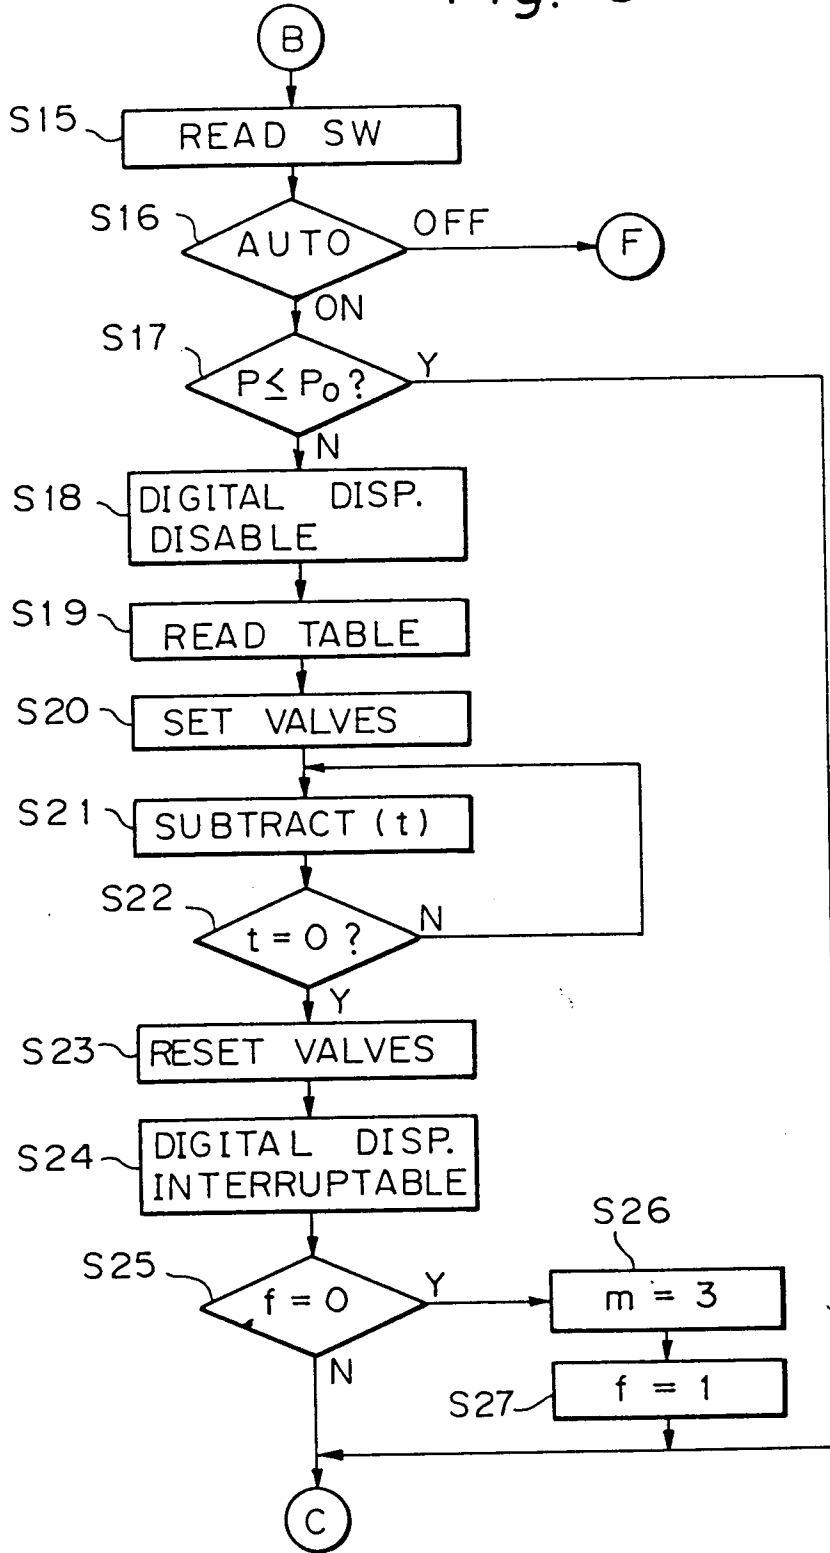 B
S15
READ SW
S16
AUTO
OFF
F
ON
S17
P ≤ P₀ ?
Y
N
S18
DIGITAL DISP.
DISABLE
S19
READ TABLE
S20
SET VALVES
S21
SUBTRACT (t)
S22
t = 0 ?
N
Y
S23
RESET VALVES
S24
DIGITAL DISP.
INTERRUPTABLE
S25
f = 0
Y
S26
m = 3
N
S27
f = 1
C